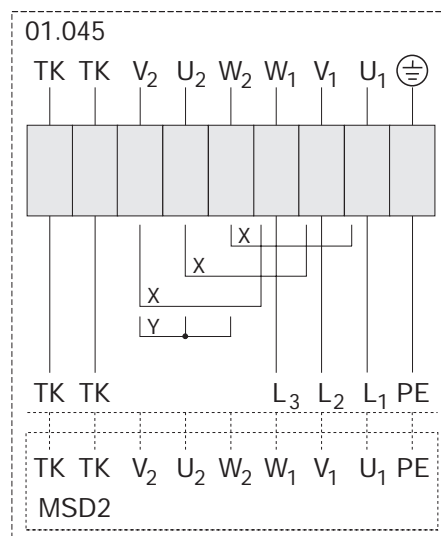 01.045
TK TK V₂ U₂ W₂ W₁ V₁ U₁
X
X
X
Y
TK TK L₃ L₂ L₁ PE
TK TK V₂ U₂ W₂ W₁ V₁ U₁ PE
MSD2